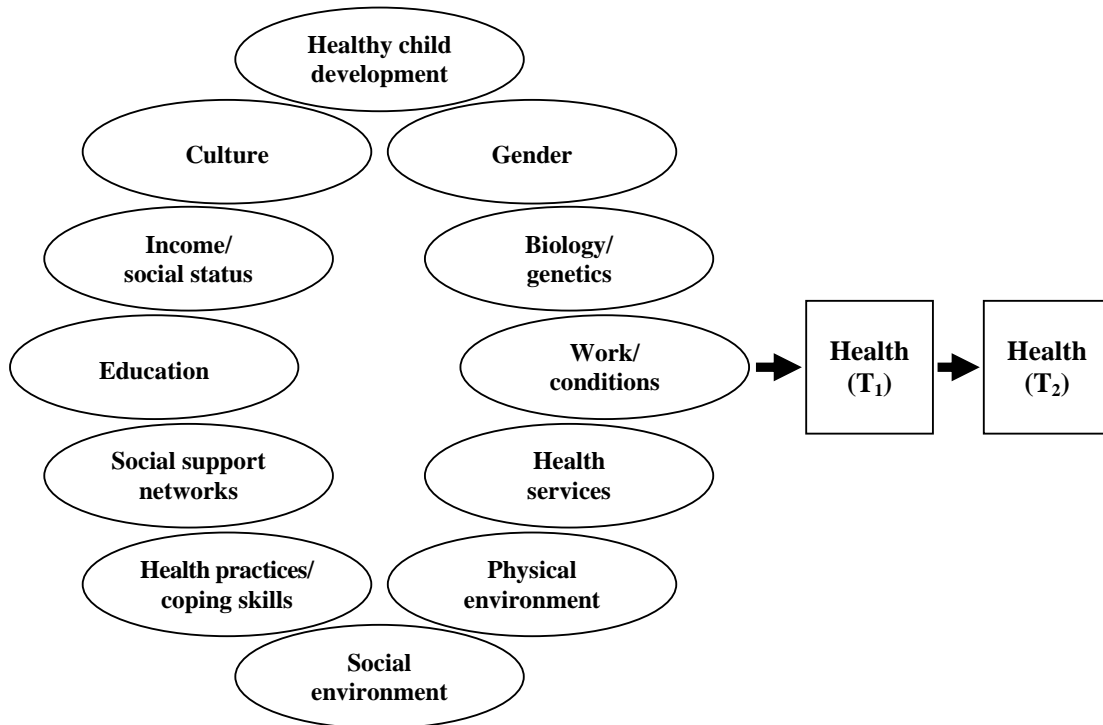 Healthy child
development
Culture
Gender
Income/
social status
Biology/
genetics
Education
Work/
conditions
Health
(T₁)
Health
(T₂)
Social support
networks
Health
services
Health practices/
coping skills
Physical
environment
Social
environment